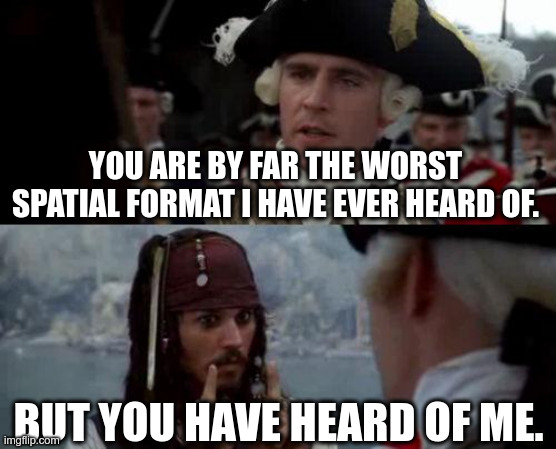 YOU ARE BY FAR THE WORST
SPATIAL FORMAT I HAVE EVER HEARD OF.
BUT YOU HAVE HEARD OF ME.
imgflip.com